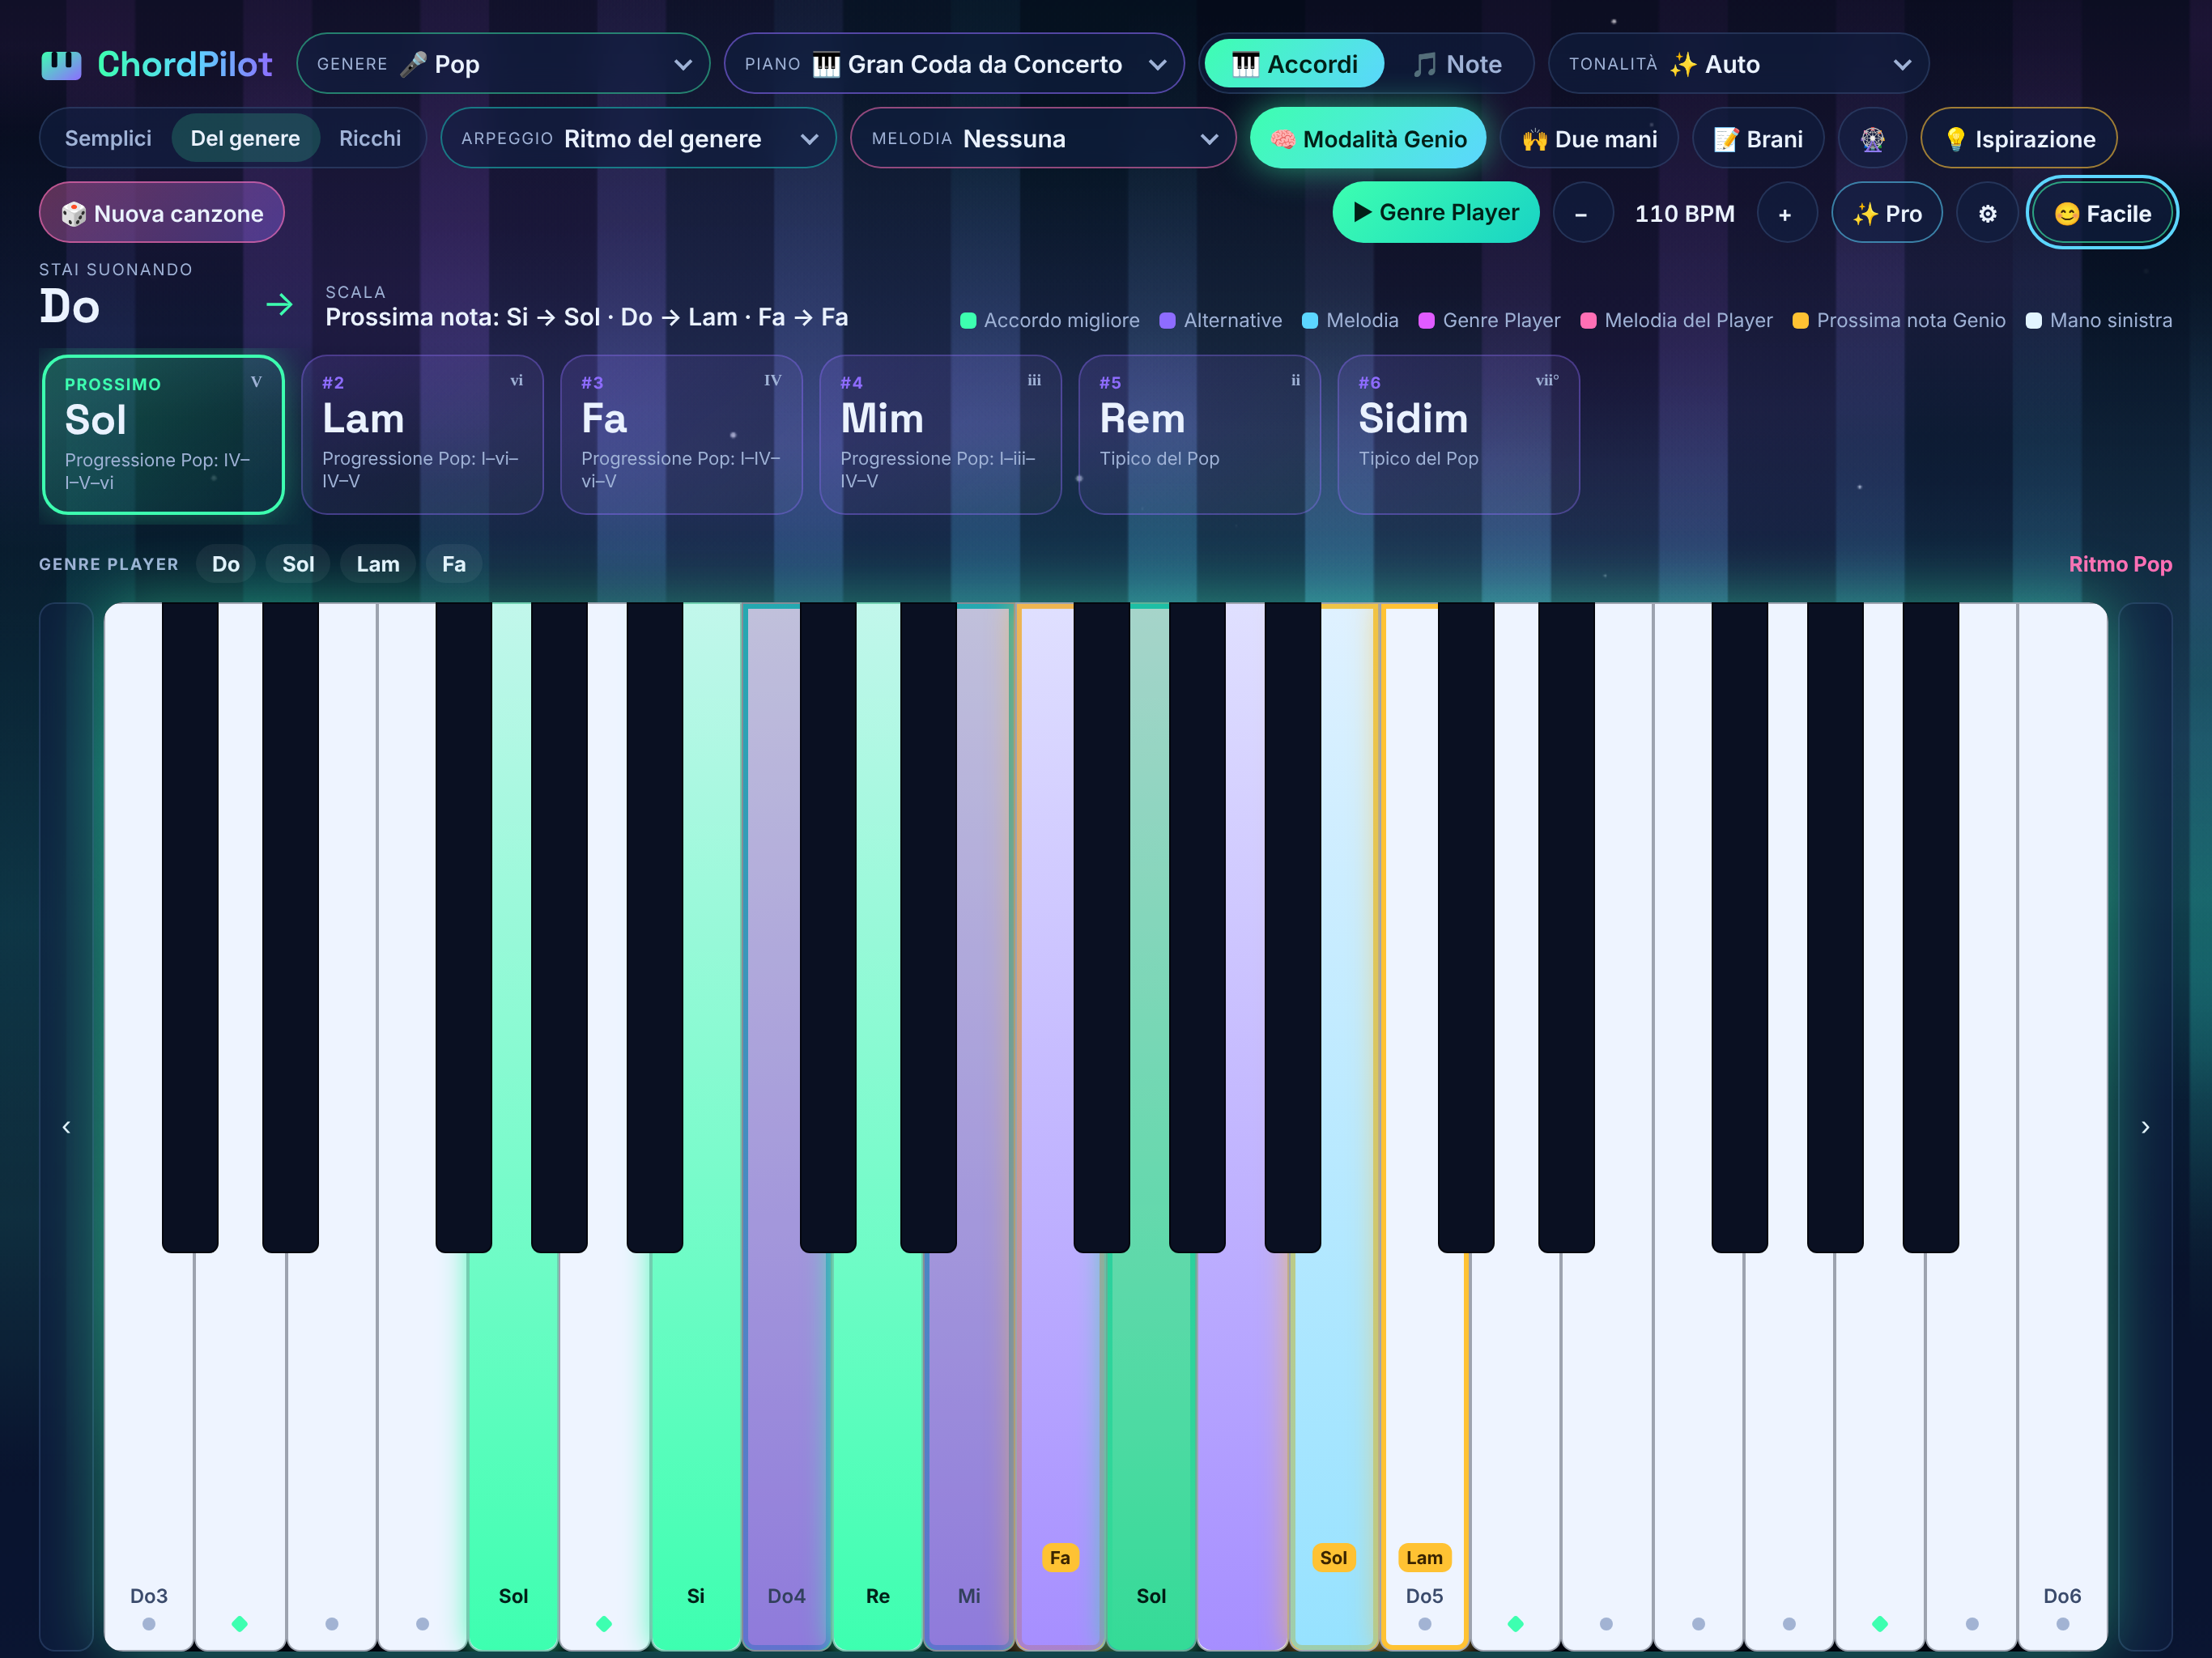 ChordPilot
GENERE 🎤 Pop
PIANO 🎹 Gran Coda da Concerto
🎹 Accordi
🎵 Note
TONALITÀ ✨ Auto
Semplici
Del genere
Ricchi
ARPEGGIO Ritmo del genere
MELODIA Nessuna
🧠 Modalità Genio
🙌 Due mani
📝 Brani
💡 Ispirazione
🎲 Nuova canzone
▶ Genre Player
–
110 BPM
+
✨ Pro
😊 Facile
STAI SUONANDO
Do
→
SCALA
Prossima nota: Si → Sol · Do → Lam · Fa → Fa
Accordo migliore
Alternative
Melodia
Genre Player
Melodia del Player
Prossima nota Genio
Mano sinistra
PROSSIMO V
Sol
Progressione Pop: IV–
I–V–vi
#2 vi
Lam
Progressione Pop: I–vi–
IV–V
#3 IV
Fa
Progressione Pop: I–IV–
vi–V
#4 iii
Mim
Progressione Pop: I–iii–
IV–V
#5 ii
Rem
Tipico del Pop
#6 vii°
Sidim
Tipico del Pop
GENRE PLAYER Do Sol Lam Fa
Ritmo Pop
‹
›
Fa Sol Lam
Do3 Sol Si Do4 Re Mi Sol Do5 Do6